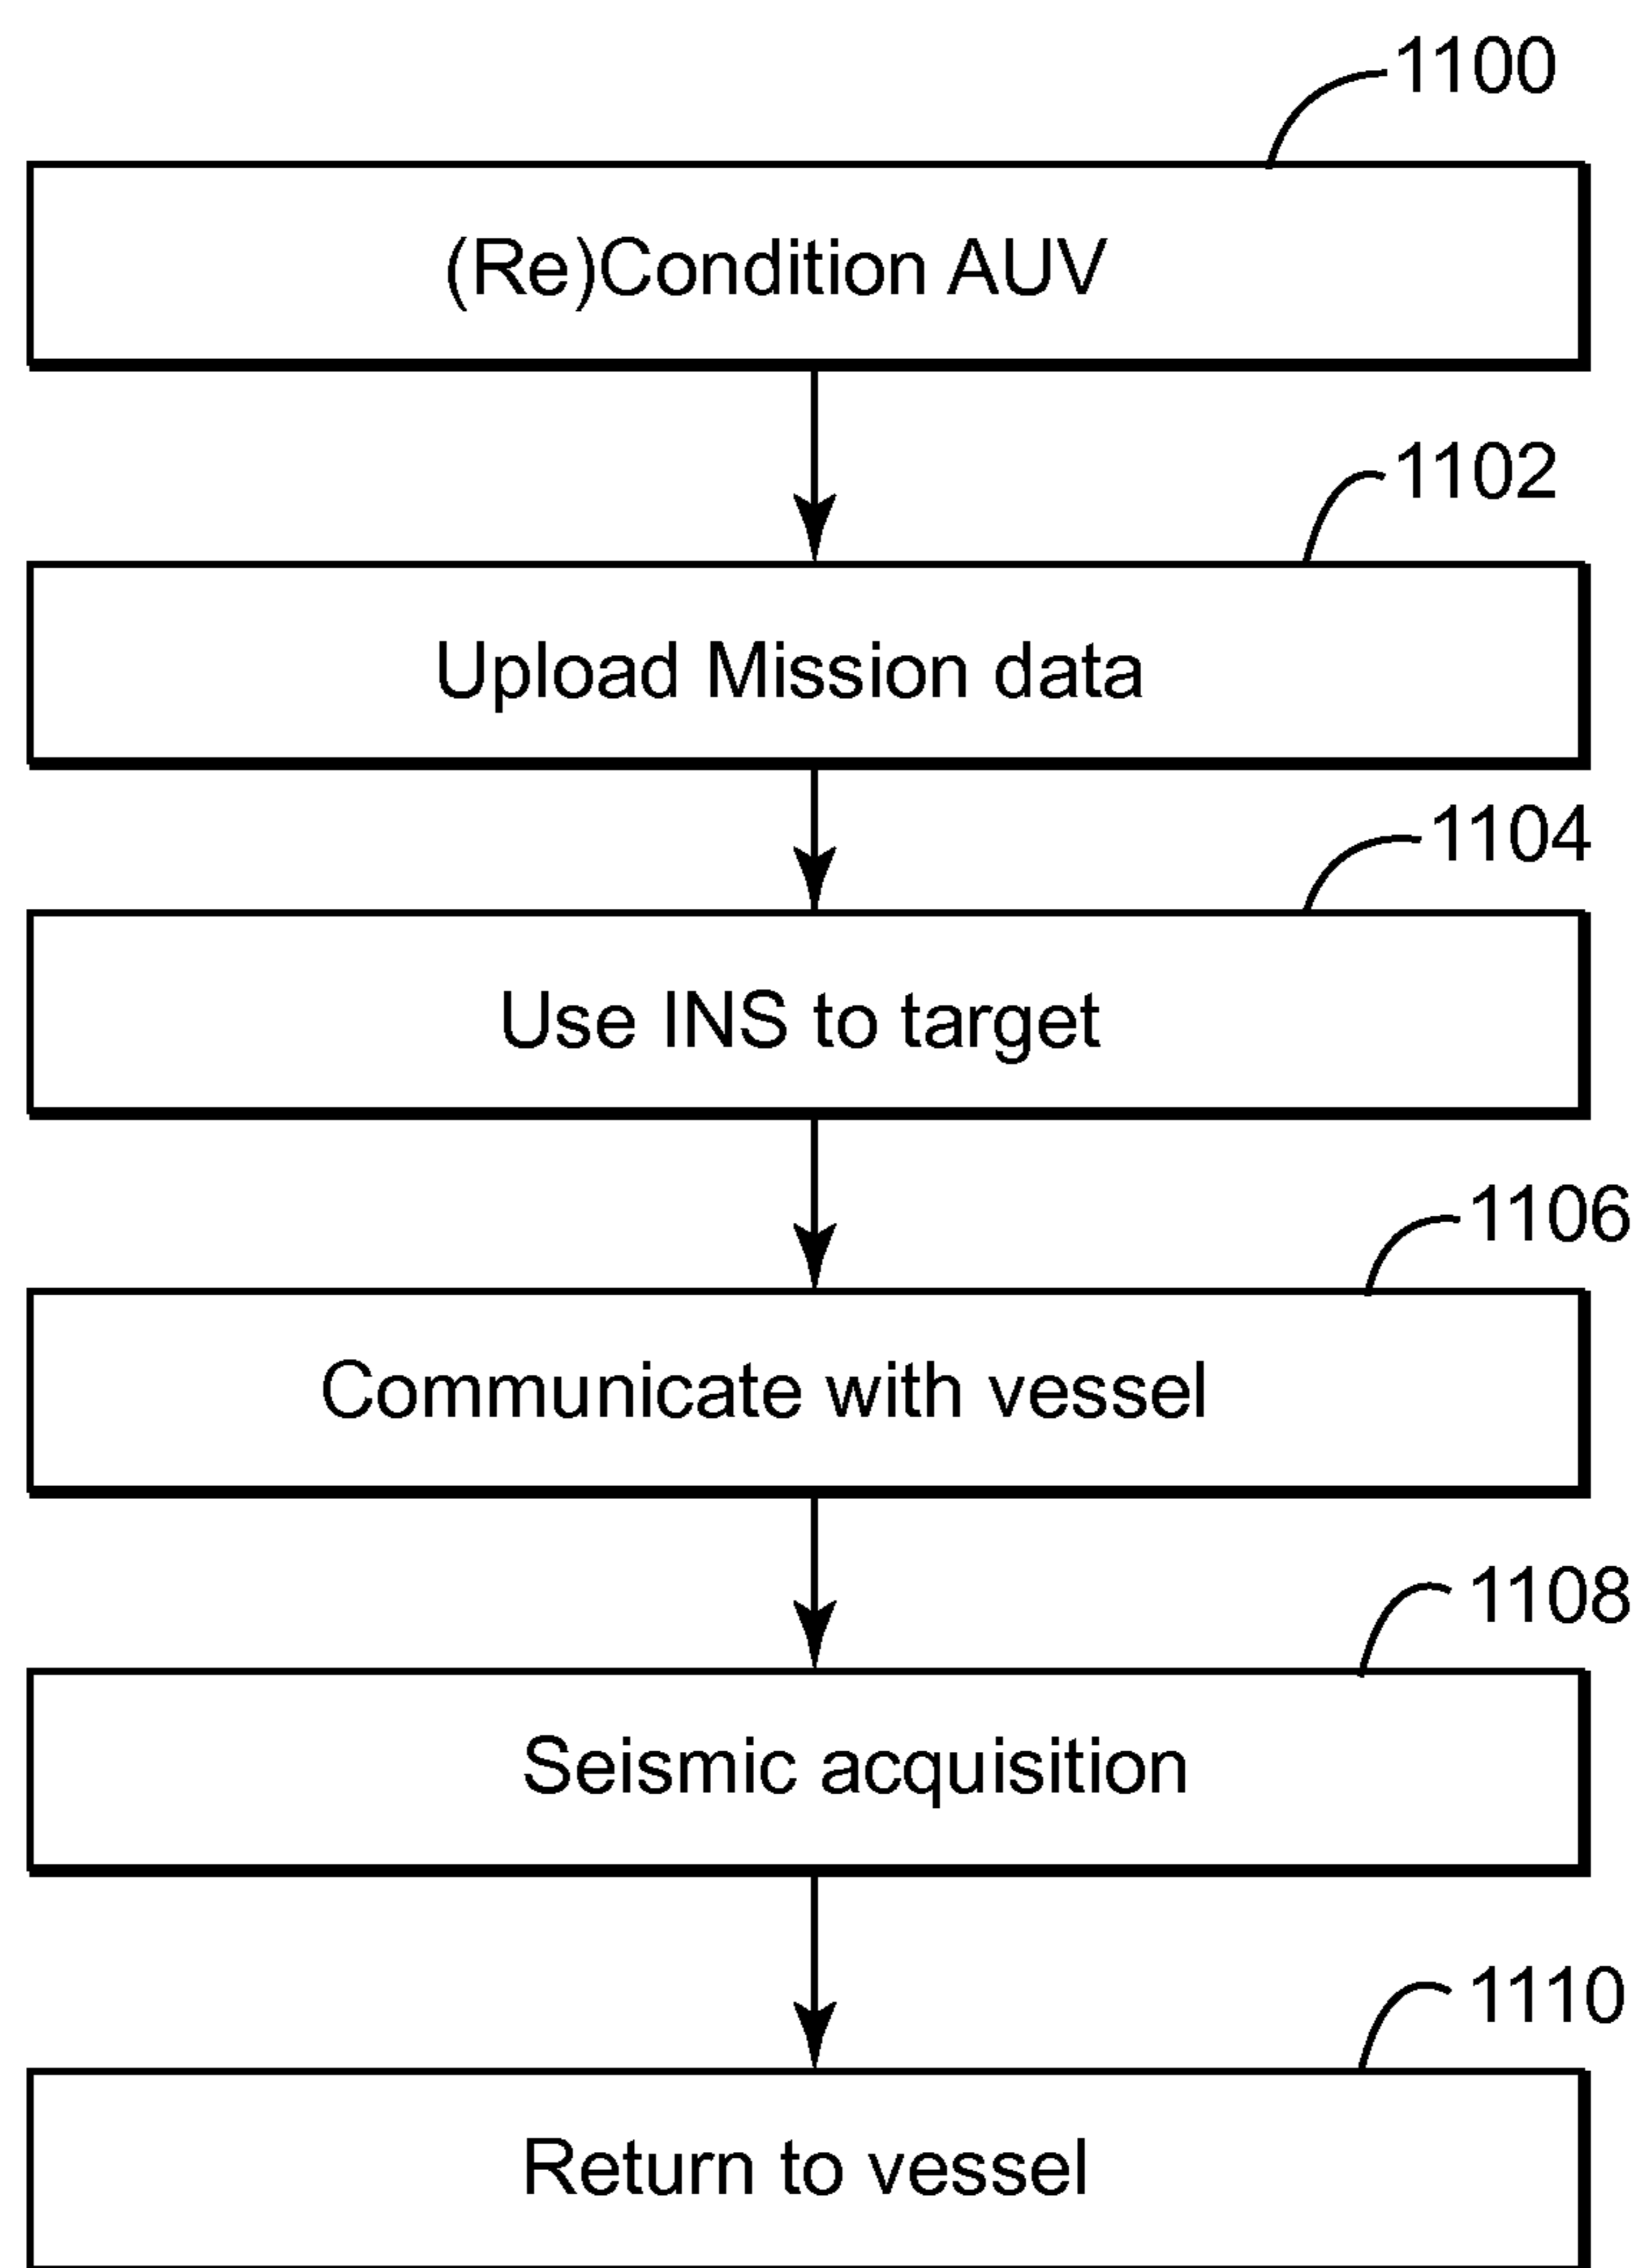 1100
(Re)Condition AUV
1102
Upload Mission data
1104
Use INS to target
1106
Communicate with vessel
1108
Seismic acquisition
1110
Return to vessel